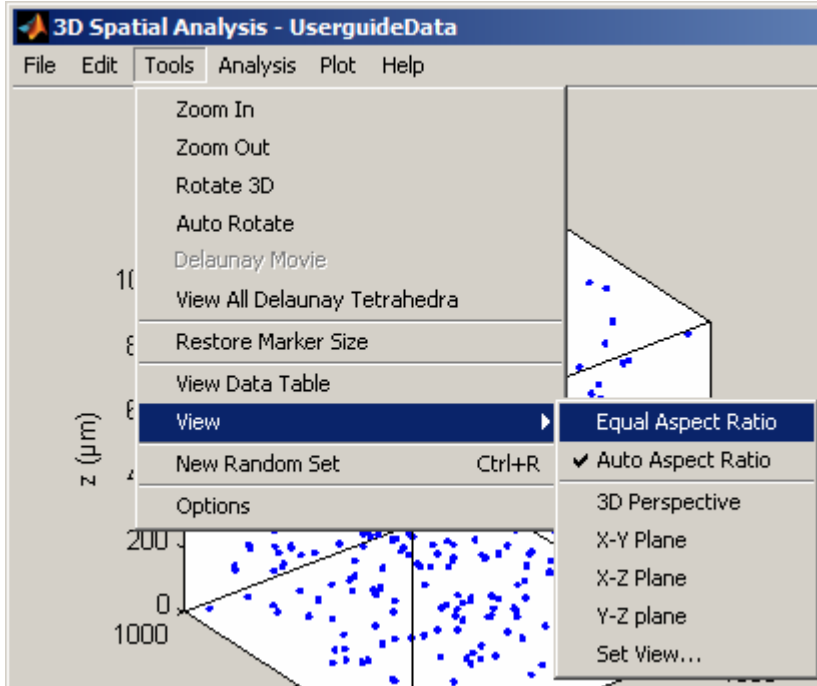 3D Spatial Analysis - UserguideData
File Edit Tools Analysis Plot Help
Zoom In
Zoom Out
Rotate 3D
Auto Rotate
Delaunay Movie
View All Delaunay Tetrahedra
Restore Marker Size
View Data Table
View
New Random Set Ctrl+R
Options
Equal Aspect Ratio
✔ Auto Aspect Ratio
3D Perspective
X-Y Plane
X-Z Plane
Y-Z plane
Set View...
z (μm)
200
0
1000